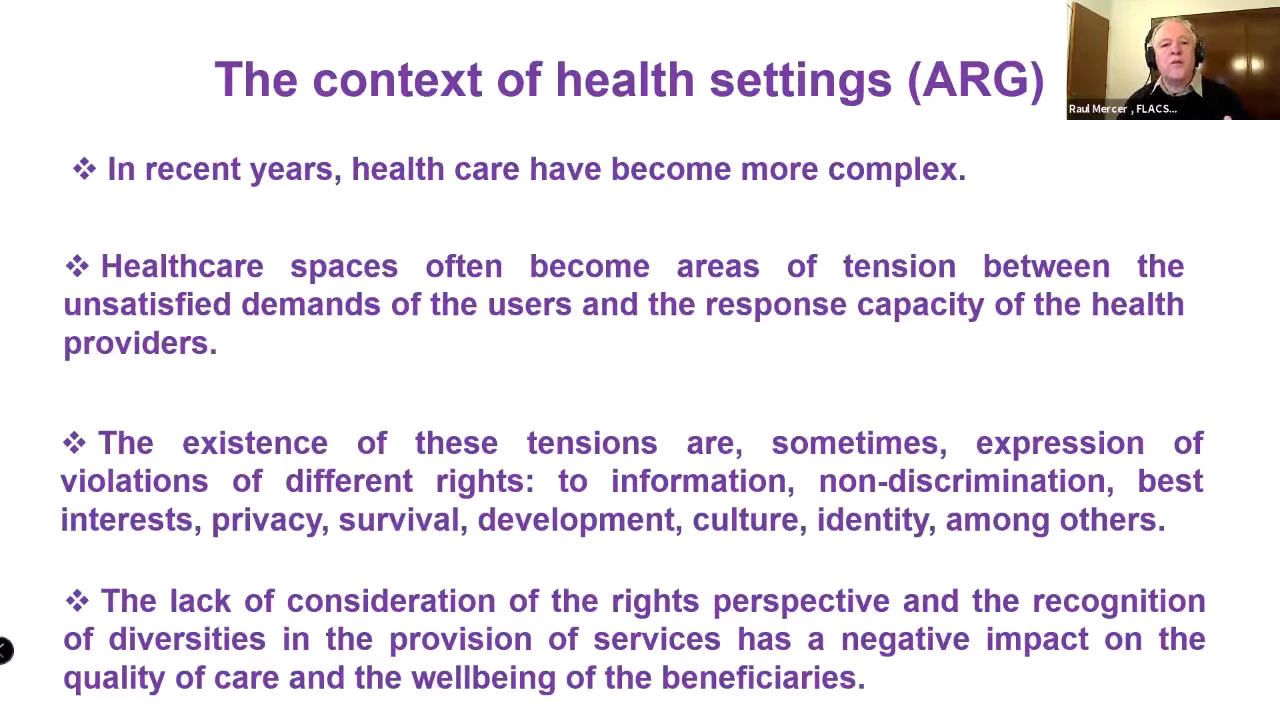 The context of health settings (ARG)
Raul Mercer , FLACS...
❖ In recent years, health care have become more complex.
❖ Healthcare spaces often become areas of tension between the
unsatisfied demands of the users and the response capacity of the health
providers.
❖ The existence of these tensions are, sometimes, expression of
violations of different rights: to information, non-discrimination, best
interests, privacy, survival, development, culture, identity, among others.
❖ The lack of consideration of the rights perspective and the recognition
of diversities in the provision of services has a negative impact on the
quality of care and the wellbeing of the beneficiaries.